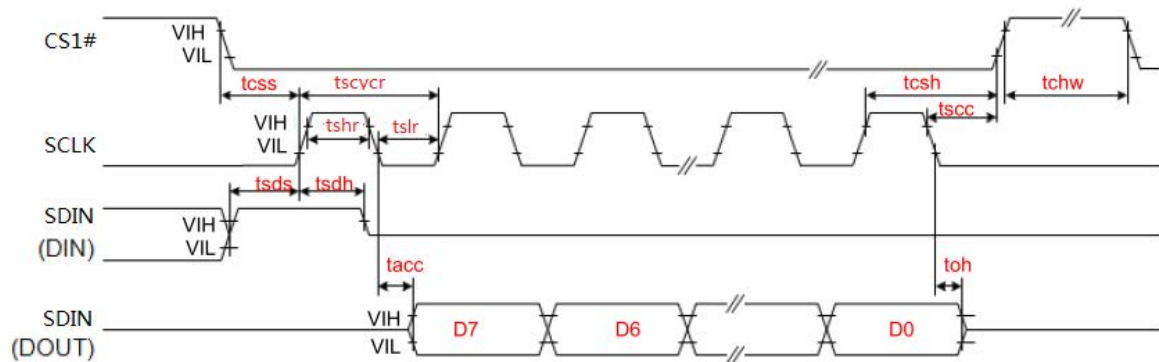 CS1#
VIH
VIL
tcss
tscycr
tcsh
tchw
tscc
SCLK
VIH
VIL
tshr
tslr
tsds
tsdh
SDIN
(DIN)
VIH
VIL
tacc
toh
SDIN
(DOUT)
VIH
VIL
D7
D6
D0